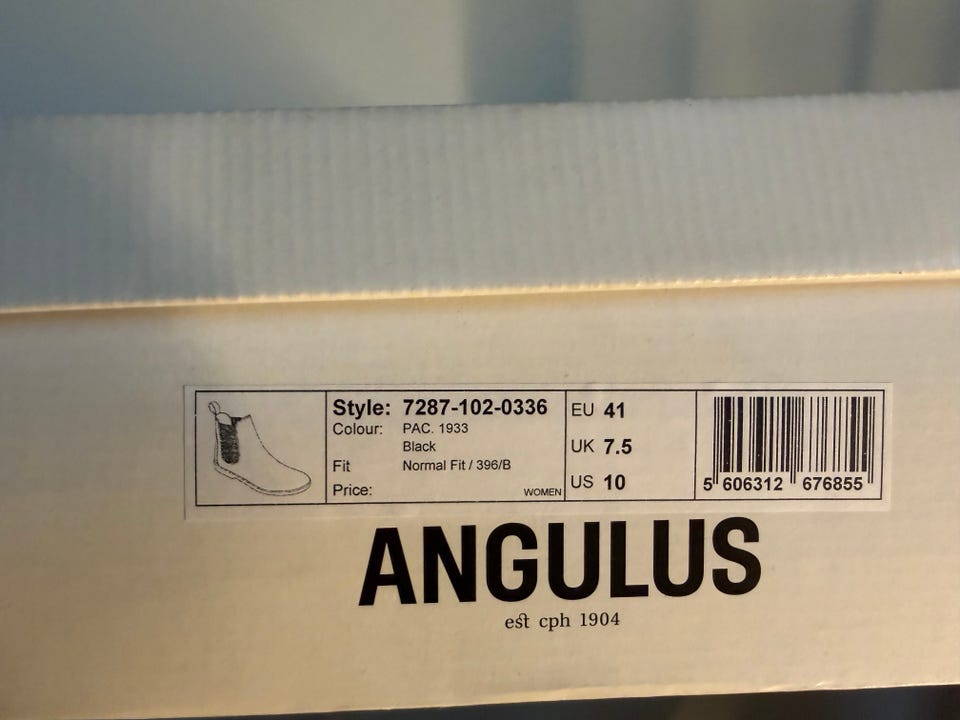 Style: 7287-102-0336
Colour: PAC. 1933
Black
Fit Normal Fit / 396/B
Price: WOMEN
EU 41
UK 7.5
US 10
5 606312 676855
ANGULUS
est cph 1904